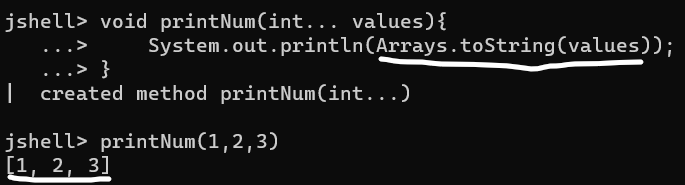 jshell> void printNum(int... values){
   ...>     System.out.println(Arrays.toString(values));
   ...> }
|  created method printNum(int...)
jshell> printNum(1,2,3)
[1, 2, 3]